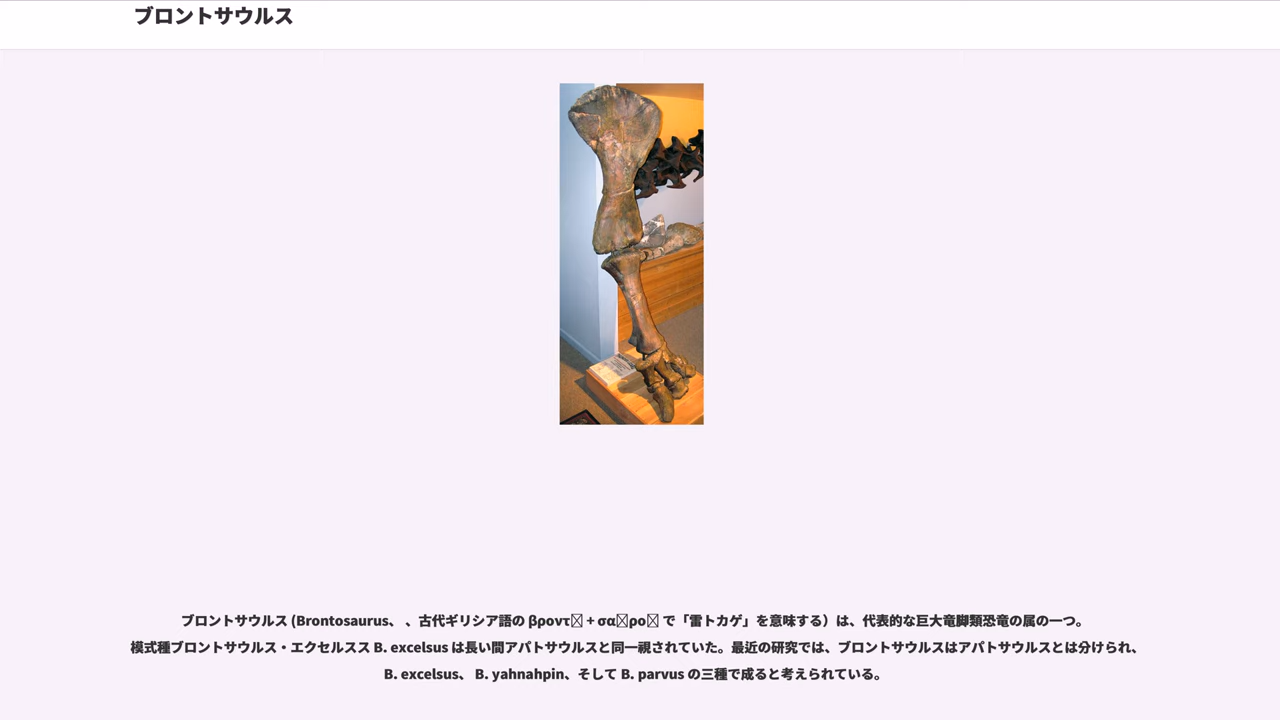 ブロントサウルス
ブロントサウルス (Brontosaurus、 、古代ギリシア語の βροντ + σαρο で「雷トカゲ」を意味する）は、代表的な巨大竜脚類恐竜の属の一つ。
模式種ブロントサウルス・エクセルスス B. excelsus は長い間アパトサウルスと同一視されていた。最近の研究では、ブロントサウルスはアパトサウルスとは分けられ、
B. excelsus、 B. yahnahpin、そして B. parvus の三種で成ると考えられている。